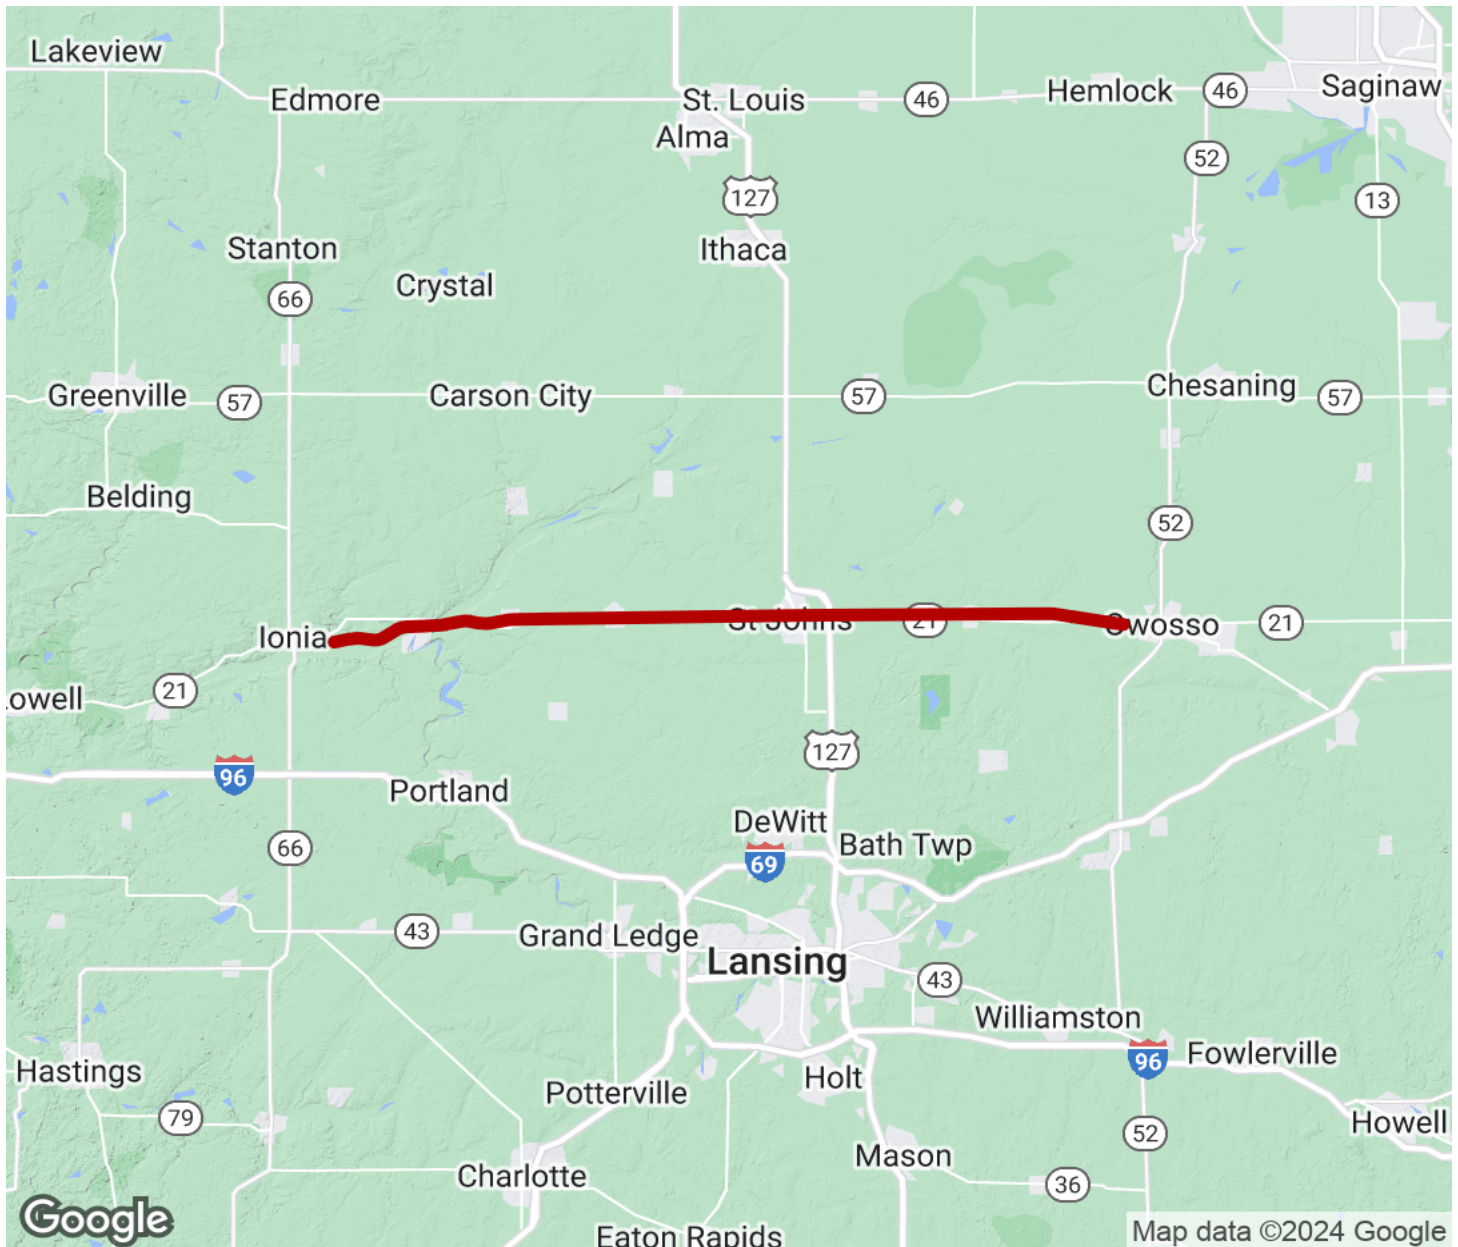 Lakeview
Edmore
St. Louis
46
Hemlock
46
Saginaw
Alma
52
127
13
Stanton
Ithaca
Crystal
66
Greenville
57
Carson City
57
Chesaning
57
Belding
52
Ionia
St Johns
21
Owosso
21
21
owell
127
96
Portland
DeWitt
Bath Twp
66
69
43
Grand Ledge
Lansing
43
Williamston
Hastings
96
Fowlerville
Holt
Potterville
79
Howell
52
Mason
Charlotte
36
Google
Eaton Rapids
Map data ©2024 Google